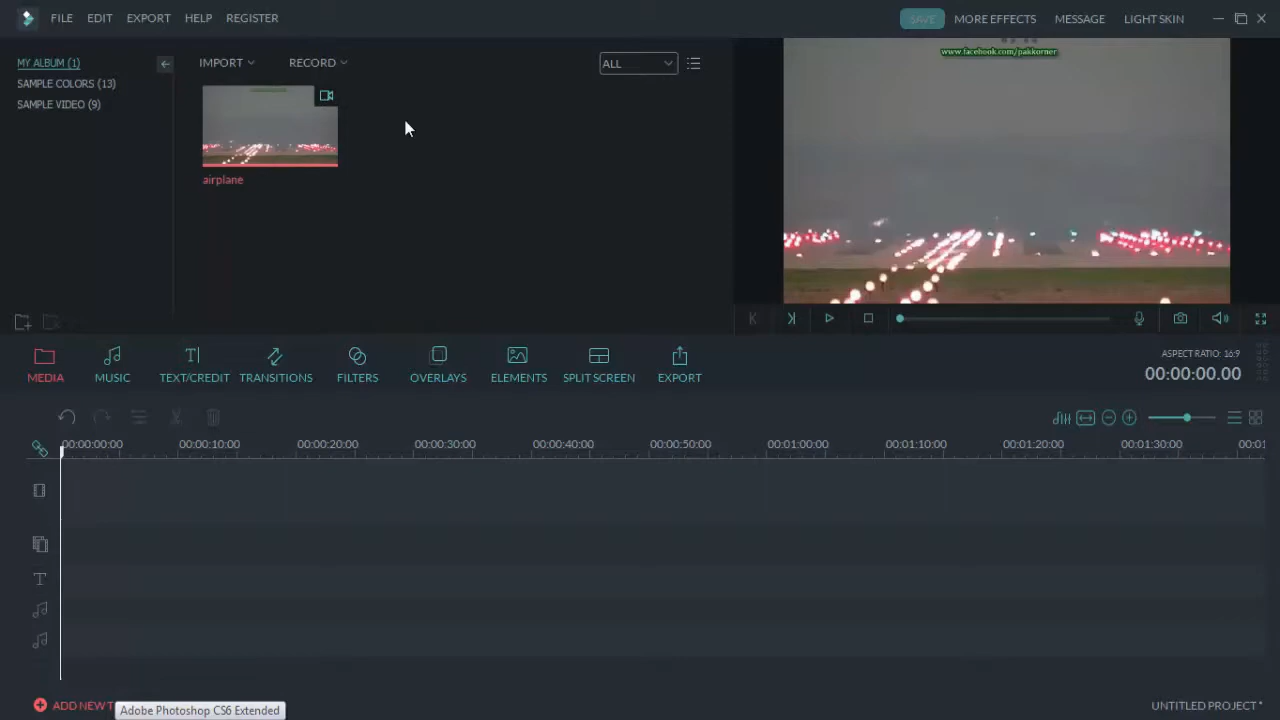 FILE EDIT EXPORT HELP REGISTER SAVE MORE EFFECTS MESSAGE LIGHT SKIN
MY ALBUM (1)
SAMPLE COLORS (13)
SAMPLE VIDEO (9)
IMPORT RECORD ALL
airplane
www.facebook.com/pakkorner
MEDIA MUSIC TEXT/CREDIT TRANSITIONS FILTERS OVERLAYS ELEMENTS SPLIT SCREEN EXPORT
ASPECT RATIO: 16:9
00:00:00.00
00:00:00:00 00:00:10:00 00:00:20:00 00:00:30:00 00:00:40:00 00:00:50:00 00:01:00:00 00:01:10:00 00:01:20:00 00:01:30:00 00:01
T
ADD NEW T
Adobe Photoshop CS6 Extended
UNTITLED PROJECT*